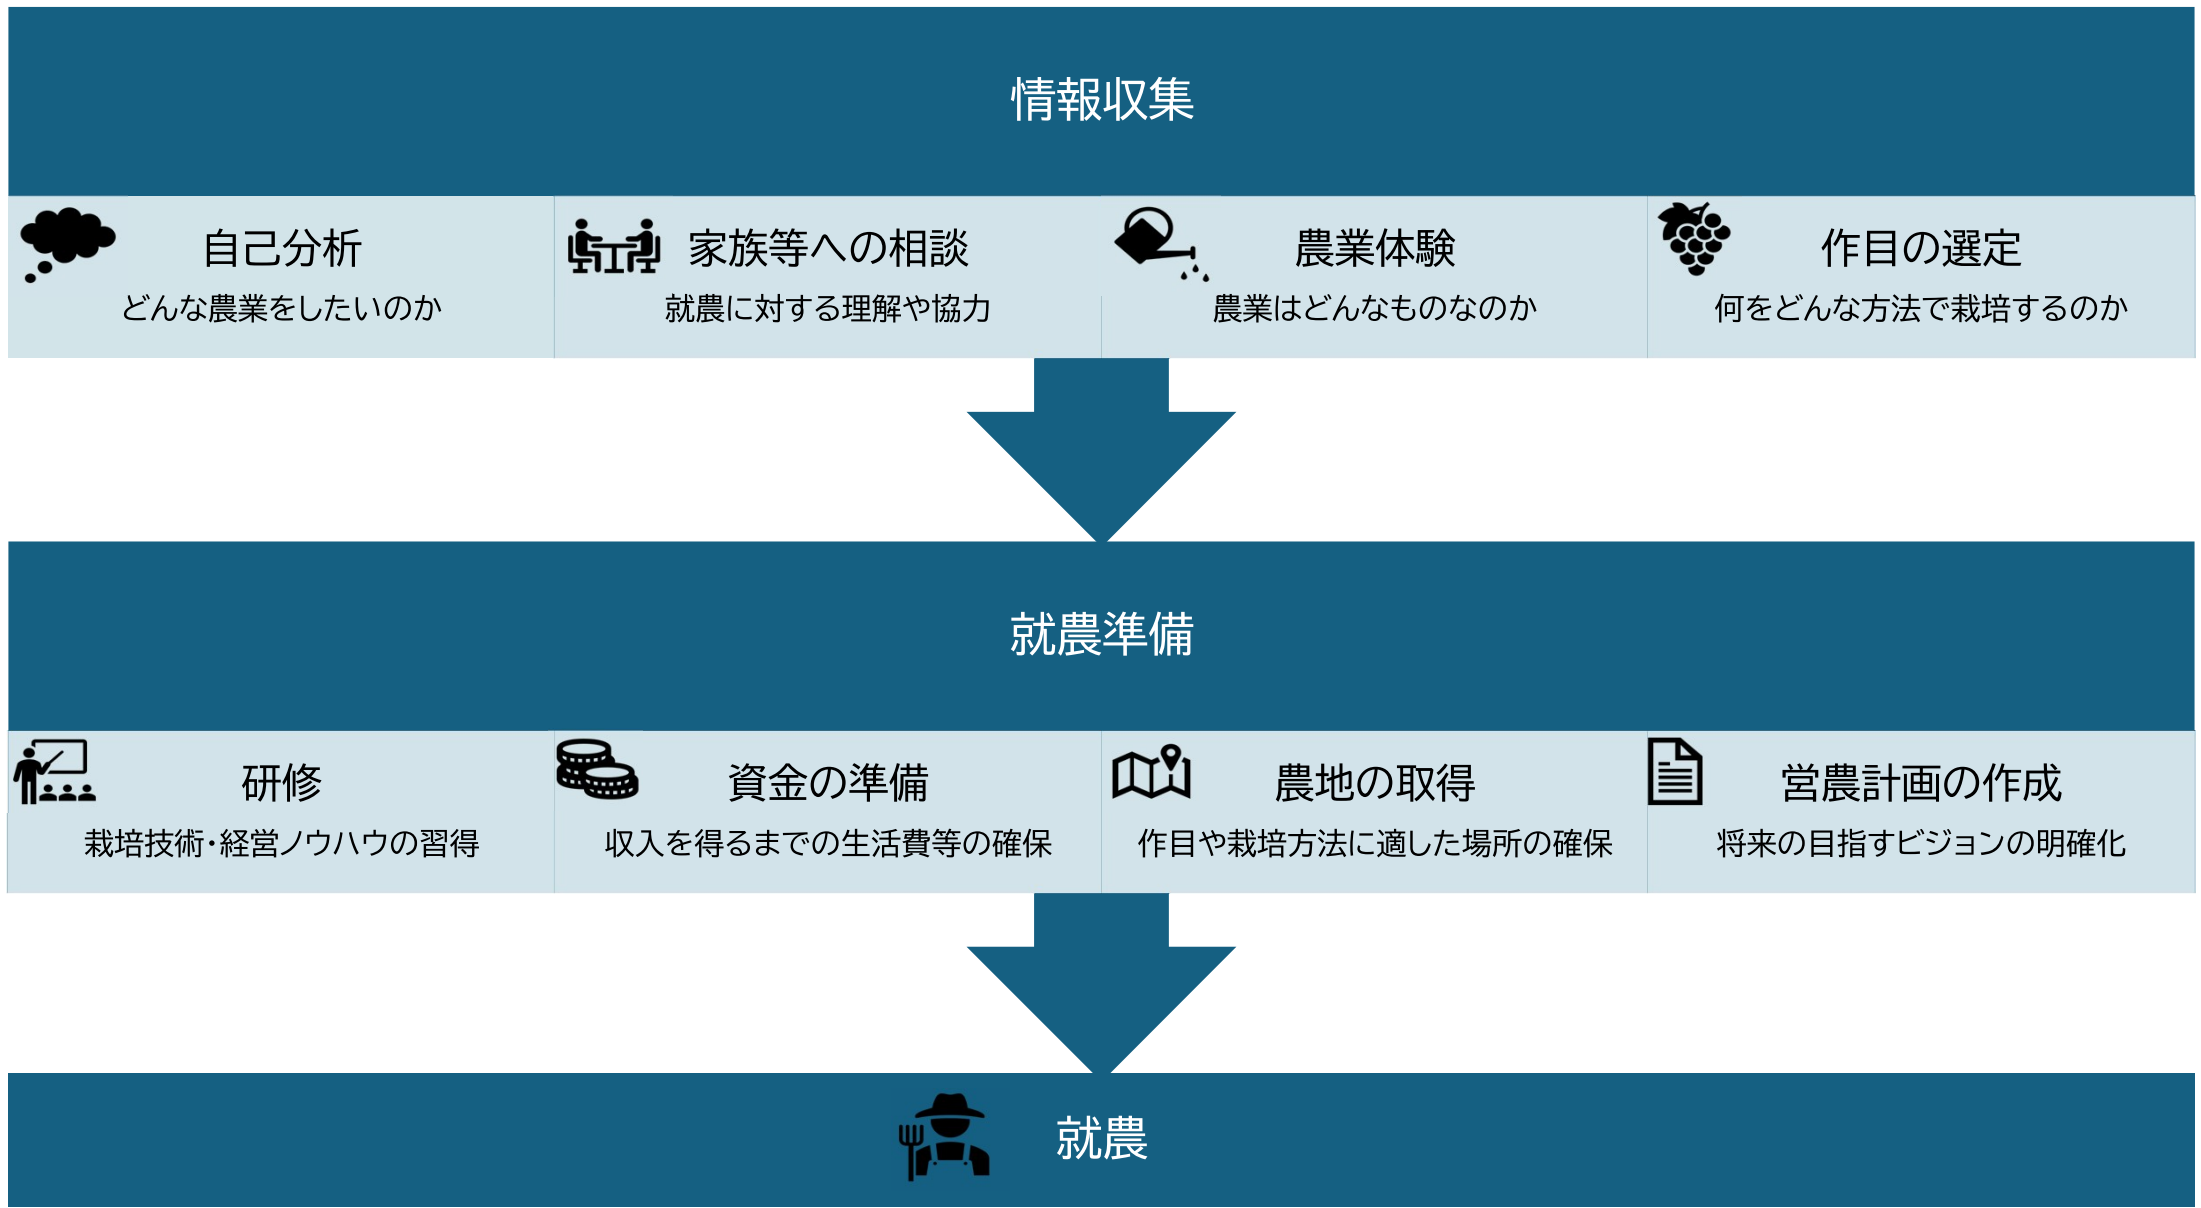 情報収集
自己分析
どんな農業をしたいのか
家族等への相談
就農に対する理解や協力
農業体験
農業はどんなものなのか
作目の選定
何をどんな方法で栽培するのか
就農準備
研修
栽培技術・経営ノウハウの習得
資金の準備
収入を得るまでの生活費等の確保
農地の取得
作目や栽培方法に適した場所の確保
営農計画の作成
将来の目指すビジョンの明確化
就農